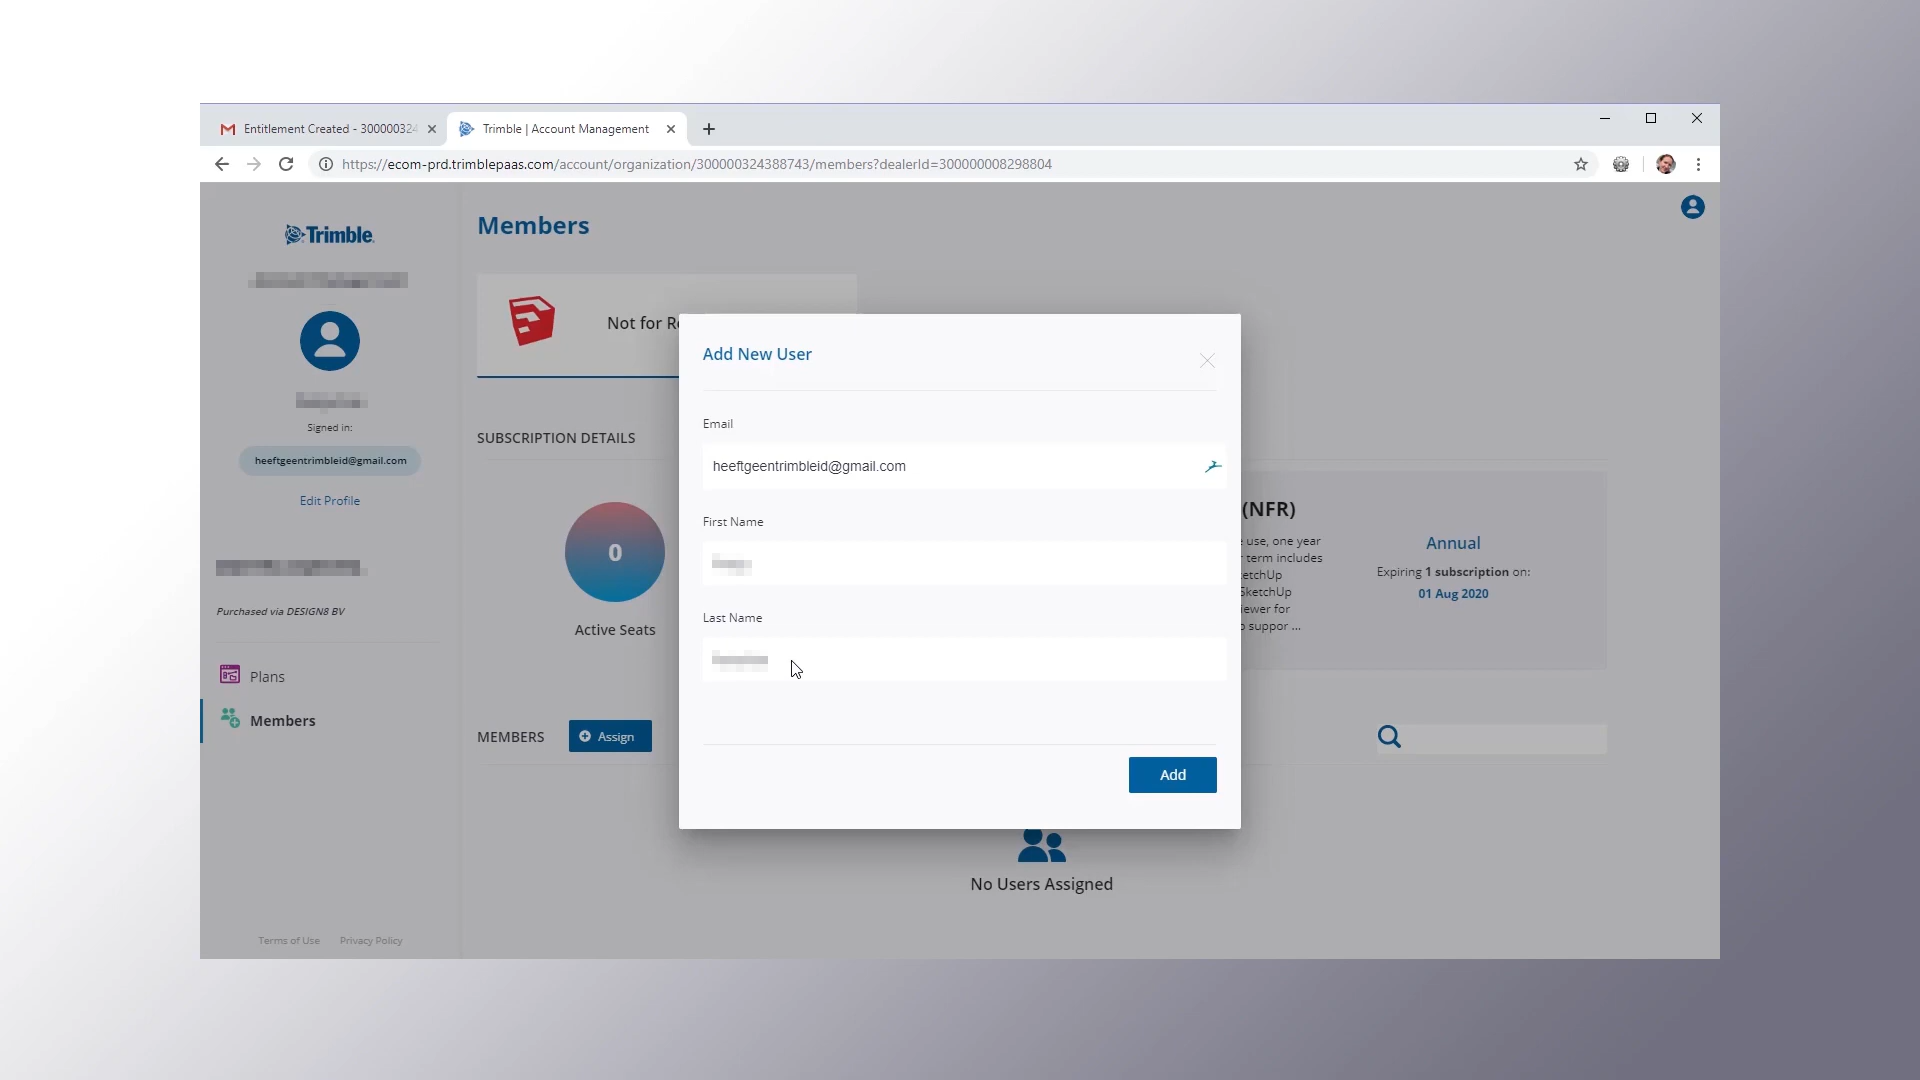 Entitlement Created - 300000324
Trimble | Account Management
https://ecom-prd.trimblepaas.com/account/organization/300000324388743/members?dealerId=300000008298804
Trimble.
Signed in:
heeftgeentrimbleid@gmail.com
Edit Profile
Purchased via DESIGN8 BV
Plans
Members
Terms of Use Privacy Policy
Members
Not for Re
SUBSCRIPTION DETAILS
0
Active Seats
(NFR)
use, one year
term includes
SketchUp
iewer for
suppor ...
Annual
Expiring 1 subscription on:
01 Aug 2020
MEMBERS
Assign
No Users Assigned
Add New User
Email
heeftgeentrimbleid@gmail.com
First Name
Last Name
Add